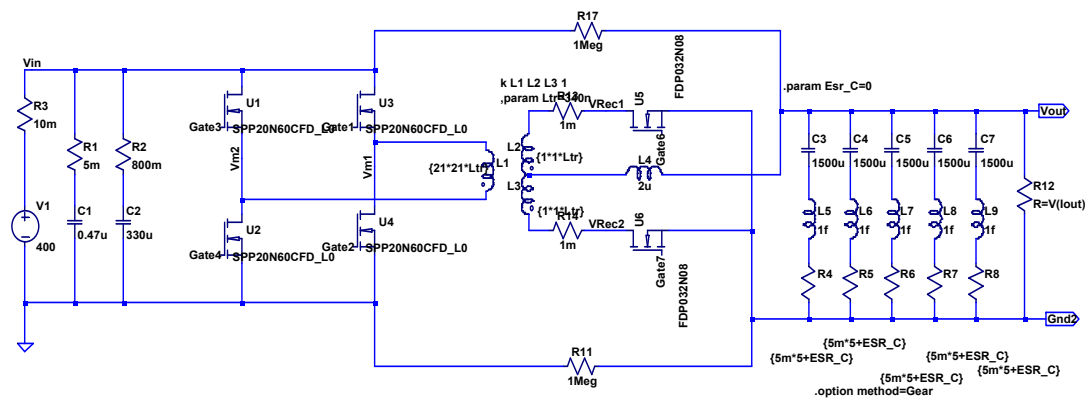 R17
1Meg
Vin
k L1 L2 L3 1
,param Ltr=340n
R13
1m
VRec1
U5
FDP032N08
Gate6
.param Esr_C=0
Vout
R3
10m
R1
5m
R2
800m
U1
Gate3
SPP20N60CFD_L0
U3
Gate1
SPP20N60CFD_L0
Vm2
Vm1
L1
{21*21*Ltr}
L2
{1*1*Ltr}
L3
{1*1*Ltr}
L4
2u
C3
1500u
C4
1500u
C5
1500u
C6
1500u
C7
1500u
R12
R=V(Iout)
V1
400
C1
0.47u
C2
330u
U2
Gate4
SPP20N60CFD_L0
U4
Gate2
SPP20N60CFD_L0
R14
1m
VRec2
U6
Gate7
FDP032N08
L5
1f
L6
1f
L7
1f
L8
1f
L9
1f
R4
R5
R6
R7
R8
Gnd2
R11
1Meg
{5m*5+ESR_C}
{5m*5+ESR_C}
{5m*5+ESR_C}
{5m*5+ESR_C}
{5m*5+ESR_C}
.option method=Gear